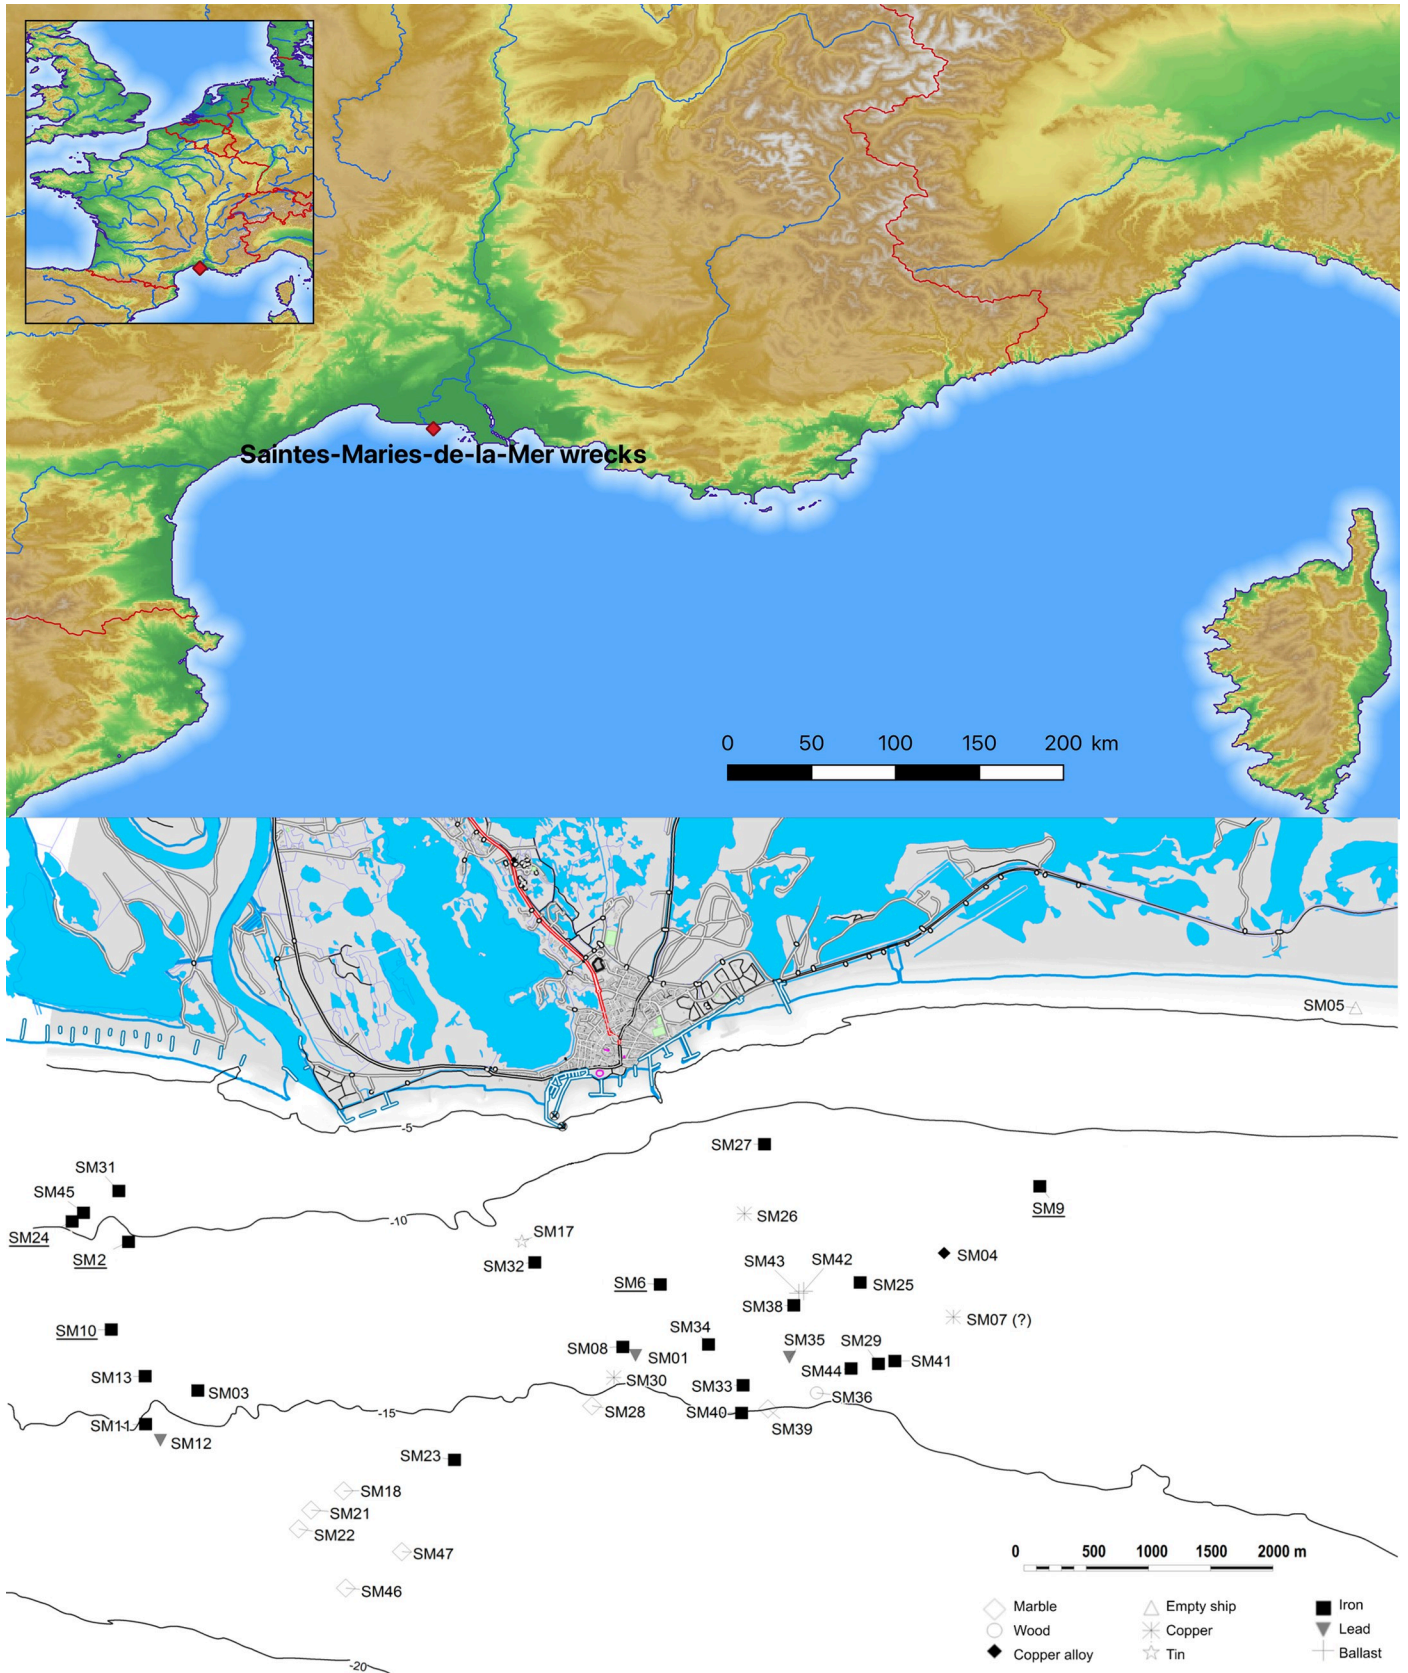 Saintes-Maries-de-la-Mer wrecks
0 50 100 150 200 km
SM05
-5
SM27
SM31
SM45
SM9
-10
SM26
SM24
SM17
SM2
SM04
SM32
SM43 SM42
SM6
SM25
SM38
SM07 (?)
SM10
SM34
SM35 SM29
SM08
SM01
SM41
SM44
SM13
SM30
SM33
SM03
SM36
SM28
SM40
-15
SM39
SM11
SM12
SM23
SM18
SM21
SM22
SM47
0 500 1000 1500 2000 m
SM46
Marble Empty ship Iron
Wood Copper Lead
Copper alloy Tin Ballast
-20